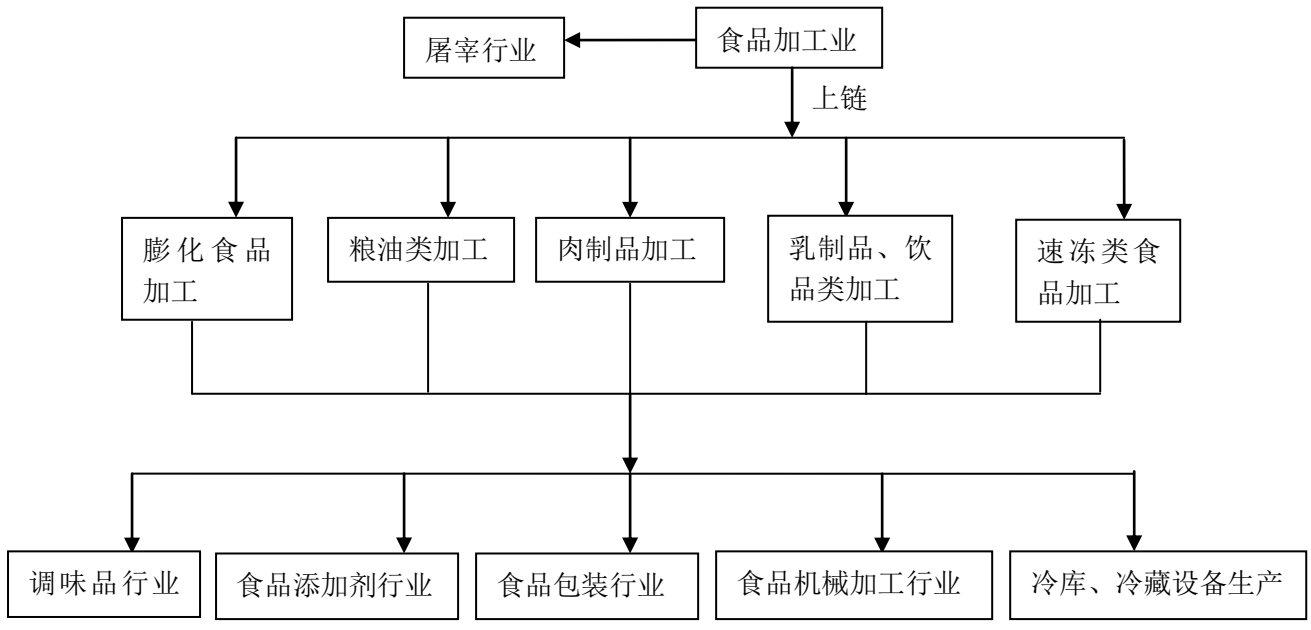 屠宰行业
食品加工业
上链
膨化食品
加工
粮油类加工
肉制品加工
乳制品、饮
品类加工
速冻类食
品加工
调味品行业
食品添加剂行业
食品包装行业
食品机械加工行业
冷库、冷藏设备生产